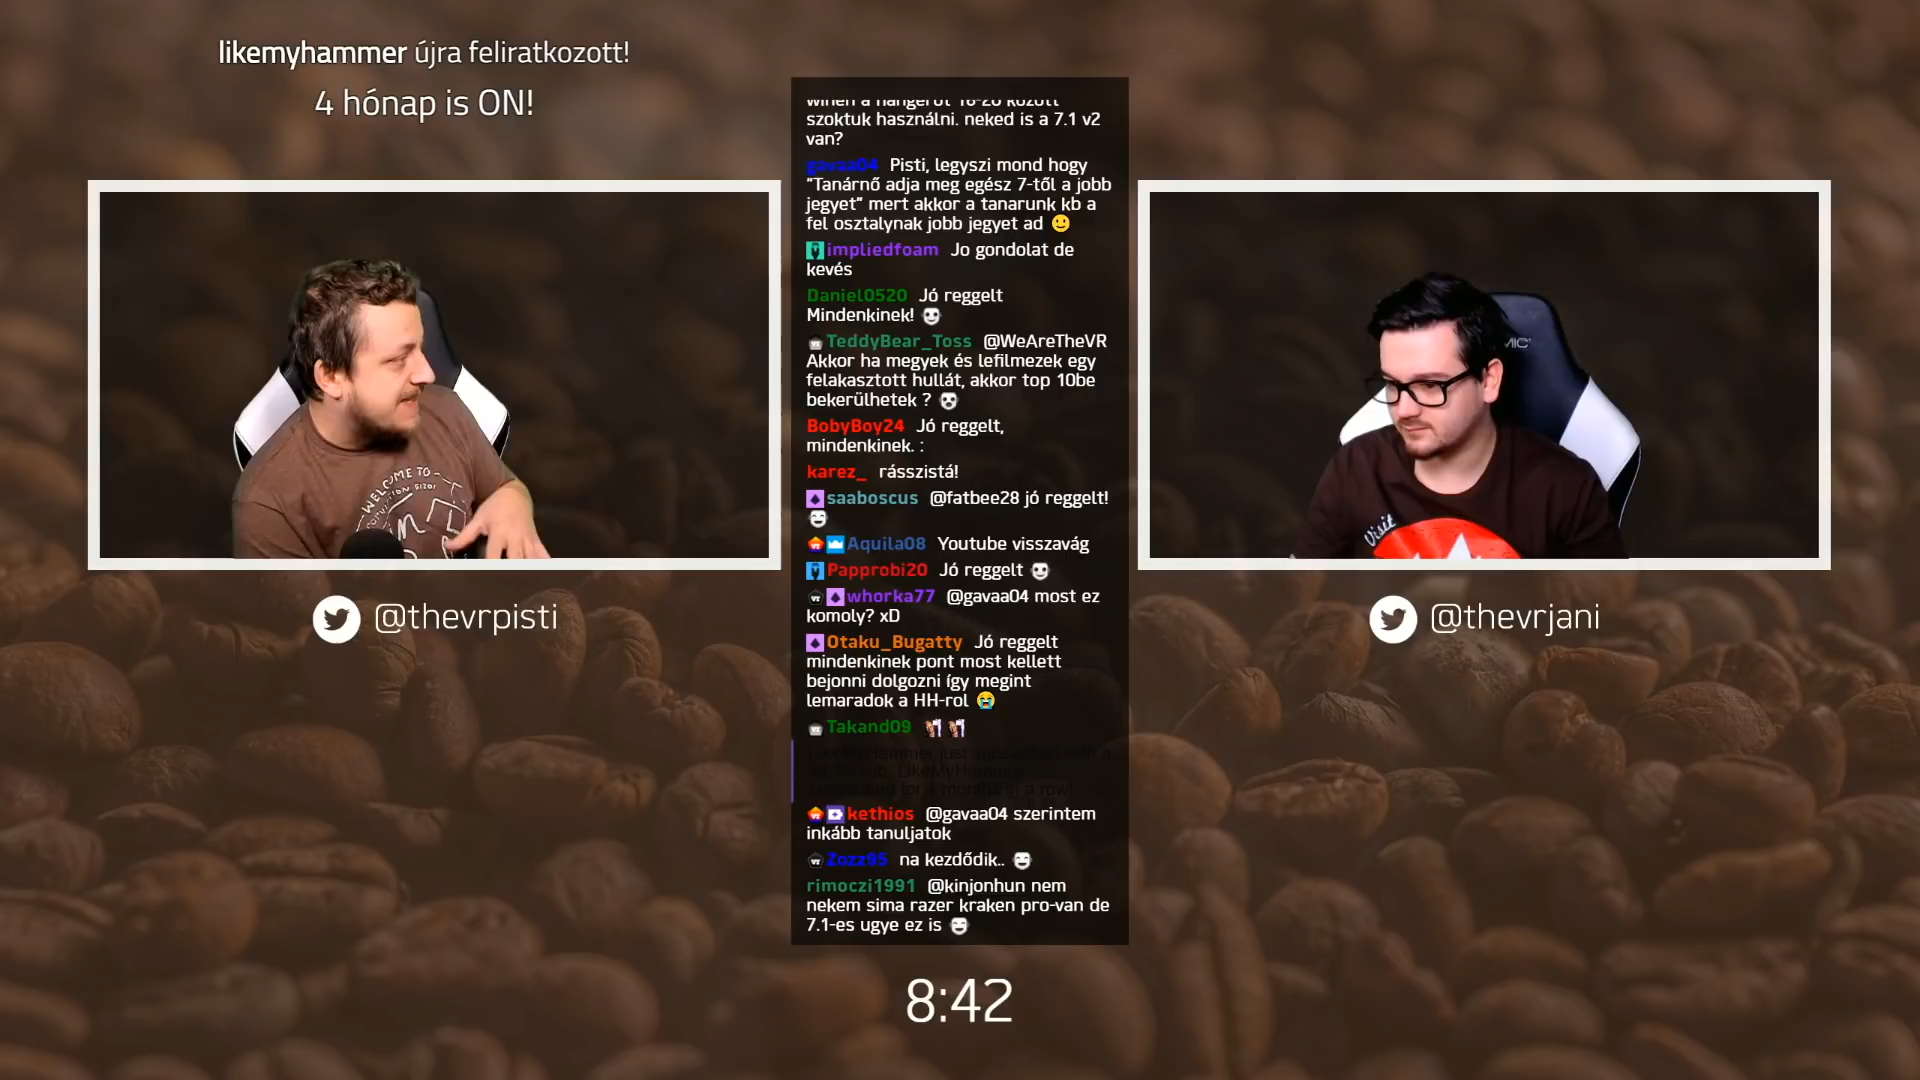 likemyhammer újra feliratkozott!
4 hónap is ON!
szoktuk használni. neked is a 7.1 v2
van?
gavaa04 Pisti, legyszi mond hogy
"Tanárnő adja meg egész 7-től a jobb
jegyet" mert akkor a tanarunk kb a
fel osztalynak jobb jegyet ad
impliedfoam Jo gondolat de
kevés
Daniel0520 Jó reggelt
Mindenkinek!
TeddyBear_Toss @WeAreTheVR
Akkor ha megyek és lefilmezek egy
felakasztott hullát, akkor top 10be
bekerülhetek ?
BobyBoy24 Jó reggelt,
mindenkinek. :
karez_ rásszistá!
saaboscus @fatbee28 jó reggelt!
Aquila08 Youtube visszavág
Papprobi20 Jó reggelt
whorka77 @gavaa04 most ez
komoly? xD
Otaku_Bugatty Jó reggelt
mindenkinek pont most kellett
bejonni dolgozni így megint
lemaradok a HH-rol
Takand09
kethios @gavaa04 szerintem
inkább tanuljatok
Zozz95 na kezdődik..
rimoczi1991 @kinjonhun nem
nekem sima razer kraken pro-van de
7.1-es ugye ez is
WELCOME TO
Visit
@thevrpisti
@thevrjani
8:42